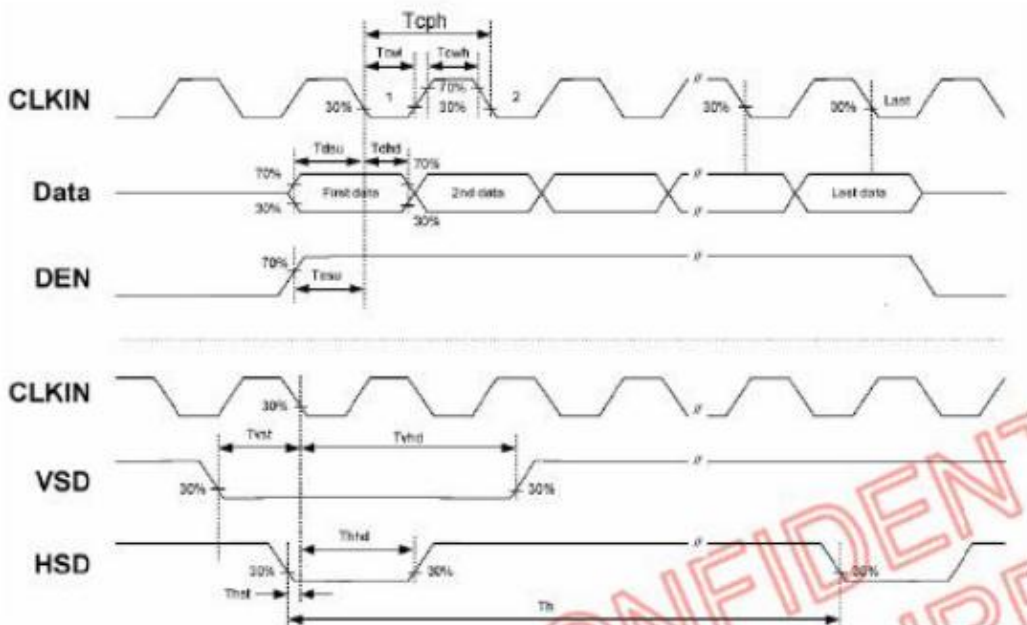 Tcph
Tcwl Tcwh
CLKIN 30% 1 70% 30% 2 30% 30% Last
Tdsu Tdhd
70% 70%
Data First data 2nd data Last data
30% 30%
DEN 70%
Tesu
CLKIN
30%
Tvst Tvhd
VSD 30% 30%
HSD Thhd
30% 30% 30%
Thst
Th